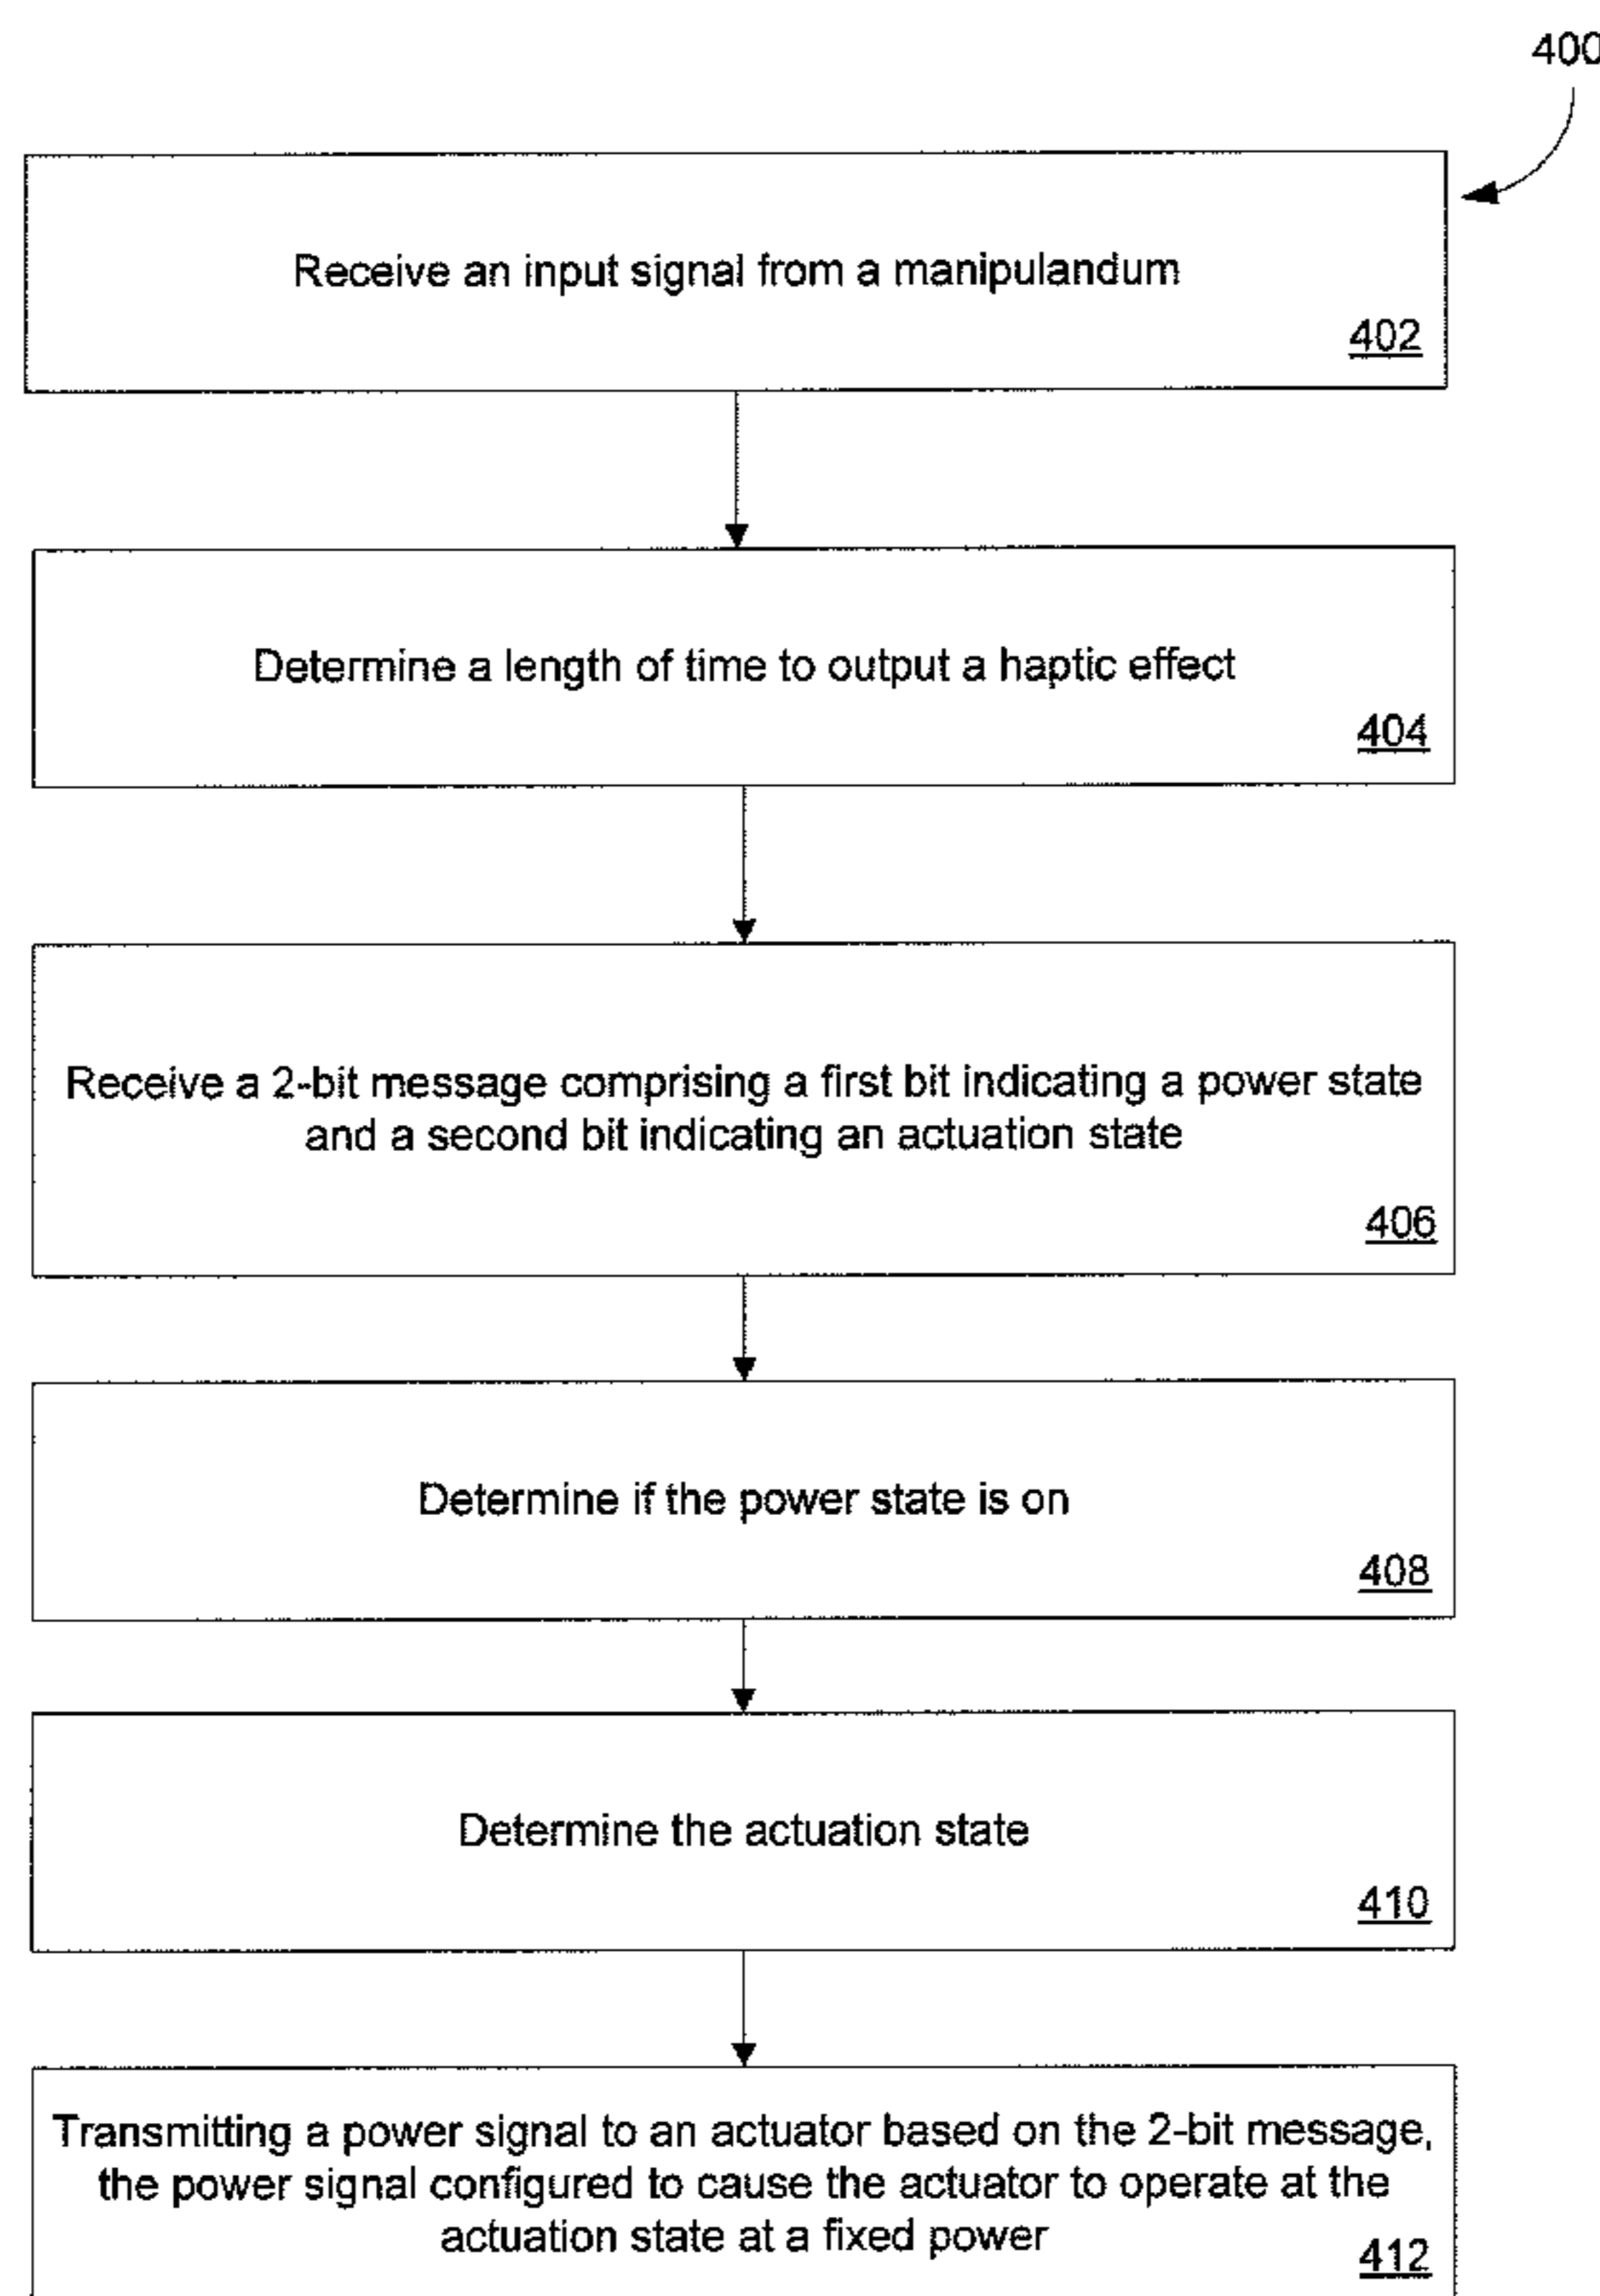 400
Receive an input signal from a manipulandum
402
Determine a length of time to output a haptic effect
404
Receive a 2-bit message comprising a first bit indicating a power state
and a second bit indicating an actuation state
406
Determine if the power state is on
408
Determine the actuation state
410
Transmitting a power signal to an actuator based on the 2-bit message,
the power signal configured to cause the actuator to operate at the
actuation state at a fixed power
412